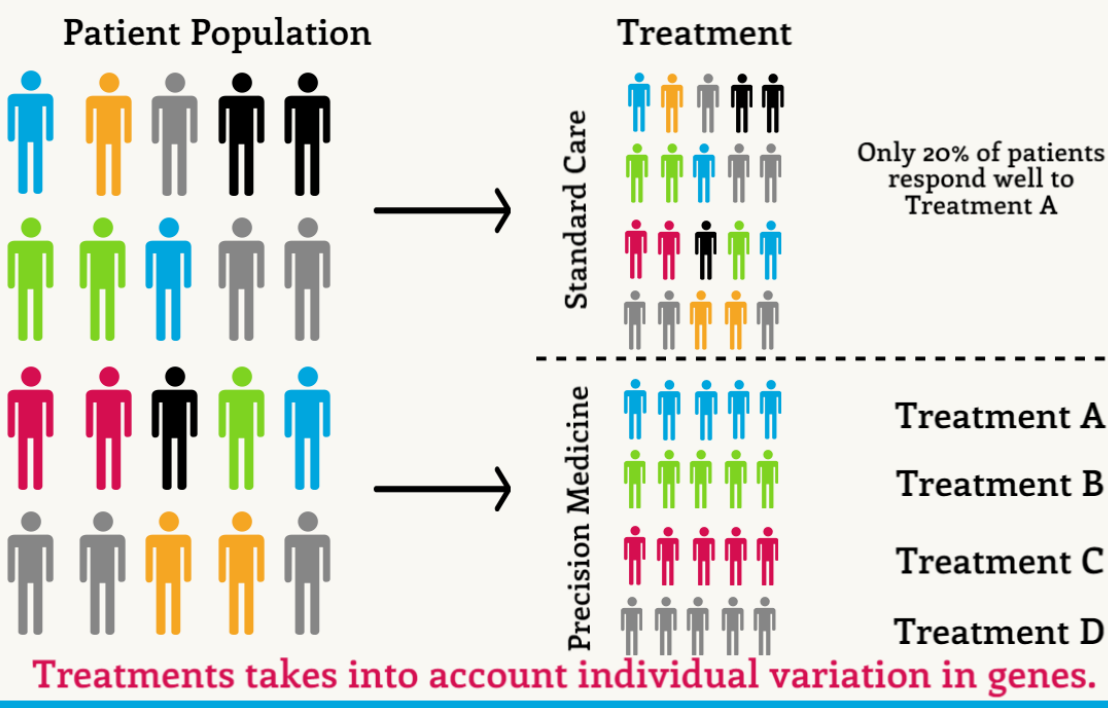 Patient Population
Treatment
Standard Care
Only 20% of patients
respond well to
Treatment A
Precision Medicine
Treatment A
Treatment B
Treatment C
Treatment D
Treatments takes into account individual variation in genes.